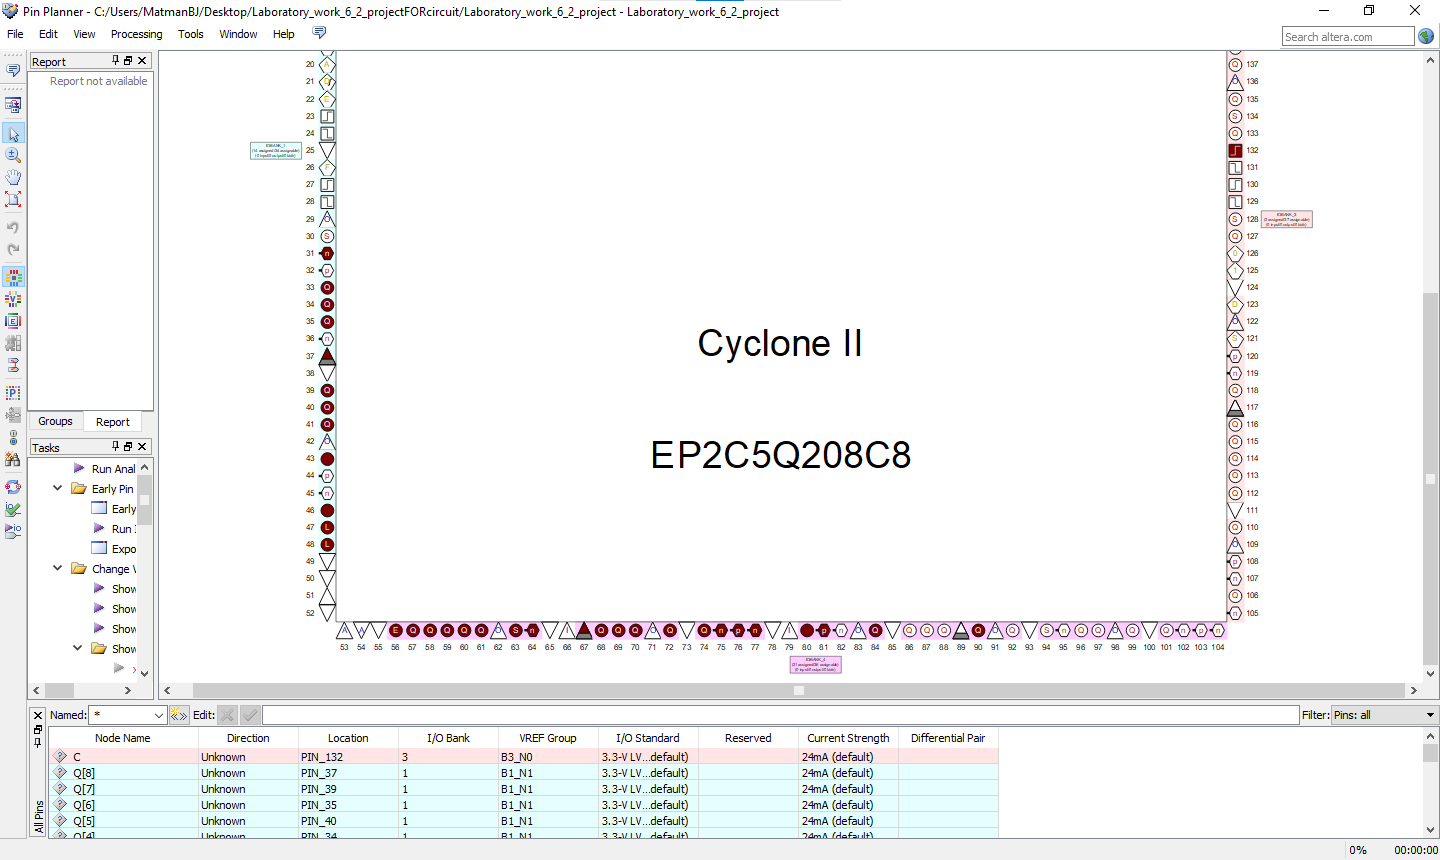 Pin Planner - C:/Users/MatmanBJ/Desktop/Laboratory_work_6_2_projectFORcircuit/Laboratory_work_6_2_project - Laboratory_work_6_2_project
File Edit View Processing Tools Window Help
Search altera.com
Report
Report not available
Groups Report
Tasks
Run Anal
Early Pin
Early
Run I
Expo
Change V
Show
Show
Show
Show
20 A
21 D
22 E
23
24
25
26 F
27
28
29 O
30 S
31 n
32 p
33 Q
34 Q
35 Q
36 n
37
38
39 Q
40 Q
41 Q
42 O
43
44 p
45 n
46
47 L
48 L
49
50
51
52
IOBANK_1
Cyclone II
EP2C5Q208C8
Q 137
O 136
Q 135
S 134
Q 133
132
131
130
129
S 128
Q 127
126
1 125
124
D 123
O 122
S 121
p 120
n 119
Q 118
117
Q 116
Q 115
Q 114
Q 113
Q 112
111
Q 110
O 109
p 108
n 107
Q 106
n 105
IOBANK_3
A A E Q Q Q Q Q O S n I Q Q Q O Q Q n p n I p n O Q Q Q Q Q O Q S n Q Q O Q Q n p n
53 54 55 56 57 58 59 60 61 62 63 64 65 66 67 68 69 70 71 72 73 74 75 76 77 78 79 80 81 82 83 84 85 86 87 88 89 90 91 92 93 94 95 96 97 98 99 100 101 102 103 104
IOBANK_4
Named: * Edit: Filter: Pins: all
Node Name Direction Location I/O Bank VREF Group I/O Standard Reserved Current Strength Differential Pair
C Unknown PIN_132 3 B3_N0 3.3-V LV...default) 24mA (default)
Q[8] Unknown PIN_37 1 B1_N1 3.3-V LV...default) 24mA (default)
Q[7] Unknown PIN_39 1 B1_N1 3.3-V LV...default) 24mA (default)
Q[6] Unknown PIN_35 1 B1_N1 3.3-V LV...default) 24mA (default)
Q[5] Unknown PIN_40 1 B1_N1 3.3-V LV...default) 24mA (default)
Q[4] Unknown PIN_34 1 B1_N1 3.3-V LV...default) 24mA (default)
All Pins
0% 00:00:00